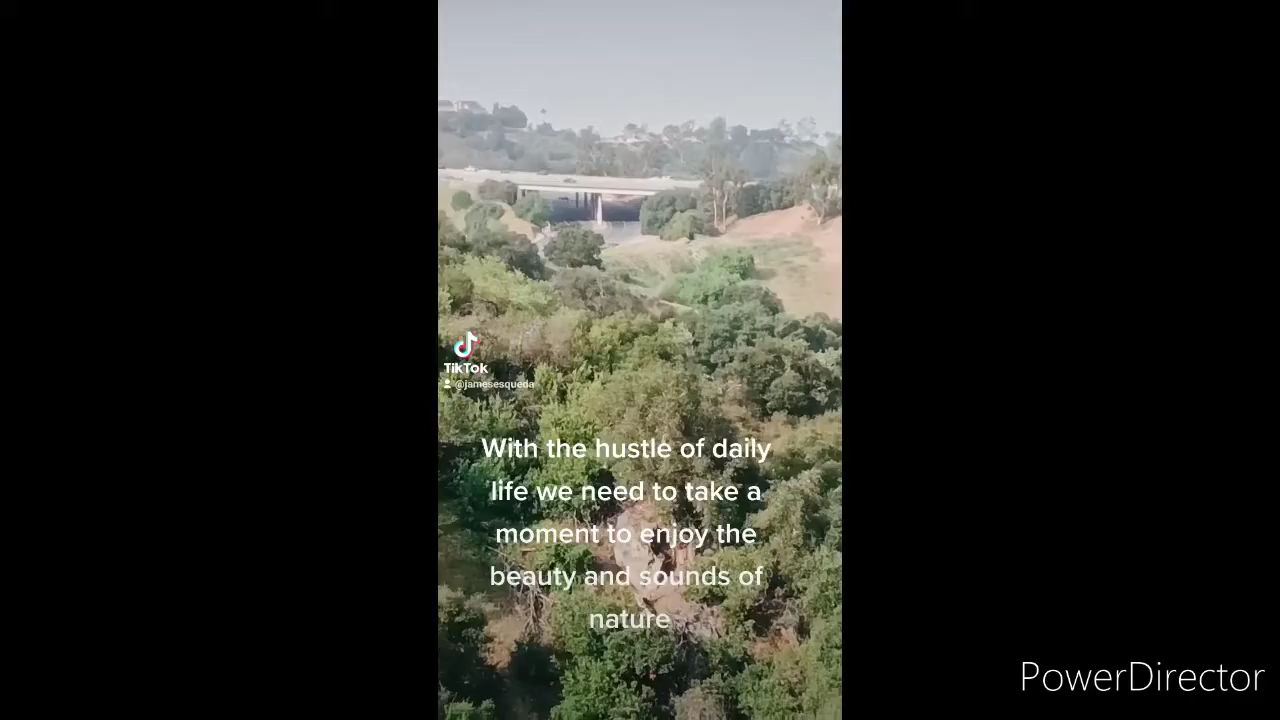 TikTok
@jamesesqueda
With the hustle of daily
life we need to take a
moment to enjoy the
beauty and sounds of
nature
PowerDirector